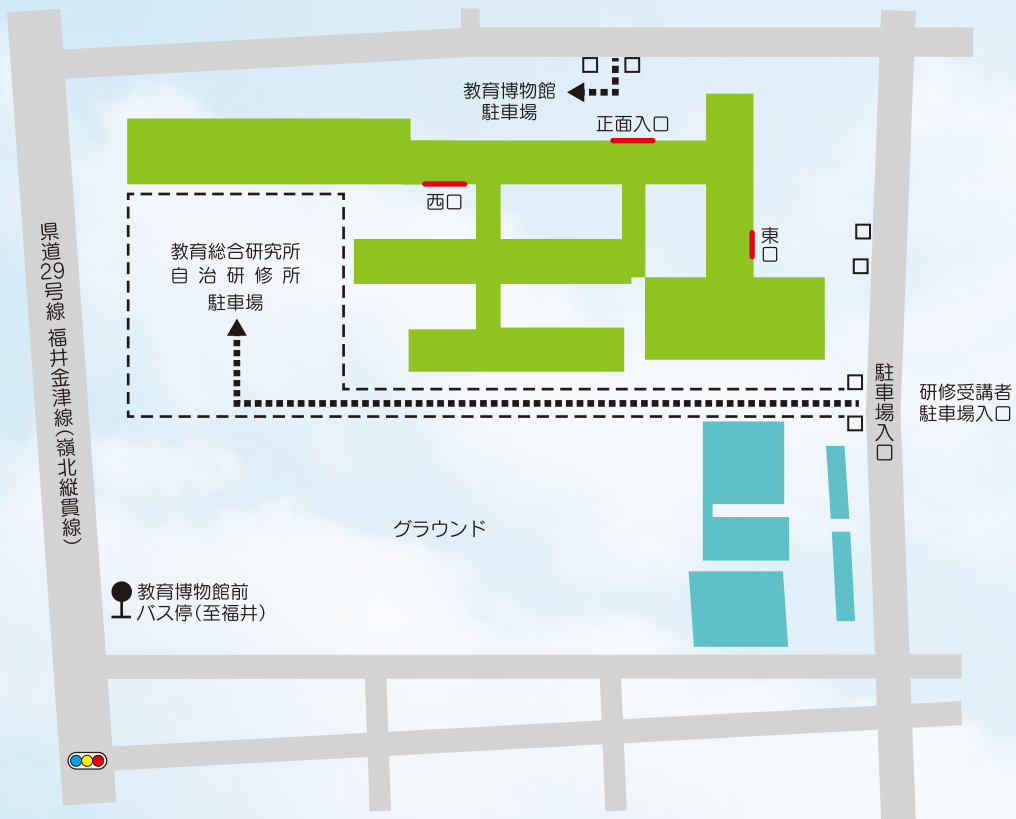 教育博物館
駐車場
正面入口
西口
東口
県道29号線 福井金津線(嶺北縦貫線)
教育総合研究所
自治研修所
駐車場
駐車場入口
研修受講者
駐車場入口
グラウンド
教育博物館前
バス停(至福井)